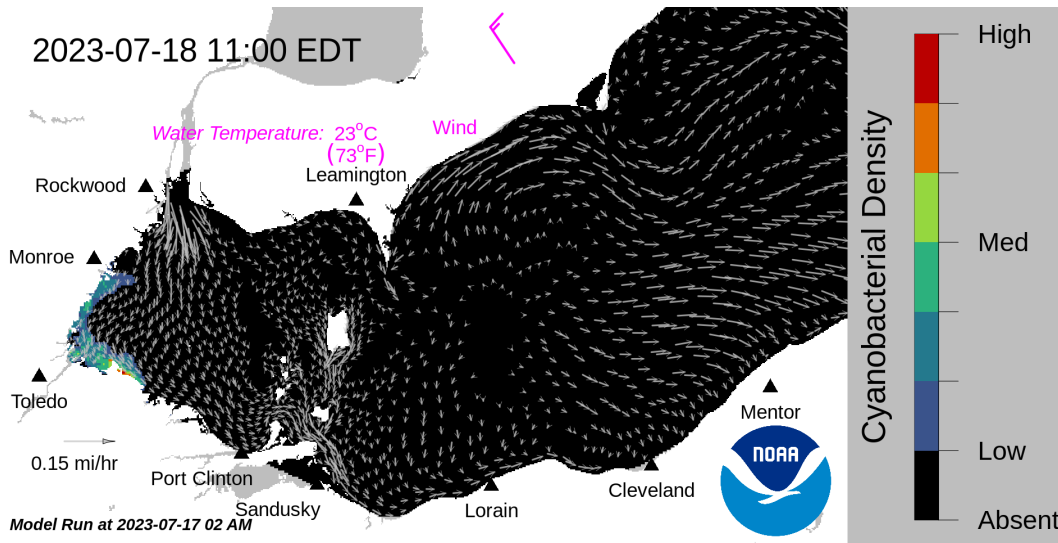 2023-07-18 11:00 EDT
High
Water Temperature: 23°C
(73°F)
Wind
Leamington
Rockwood
Monroe
Med
Cyanobacterial Density
Toledo
Mentor
0.15 mi/hr
NOAA
Low
Port Clinton
Cleveland
Sandusky
Lorain
Model Run at 2023-07-17 02 AM
Absent